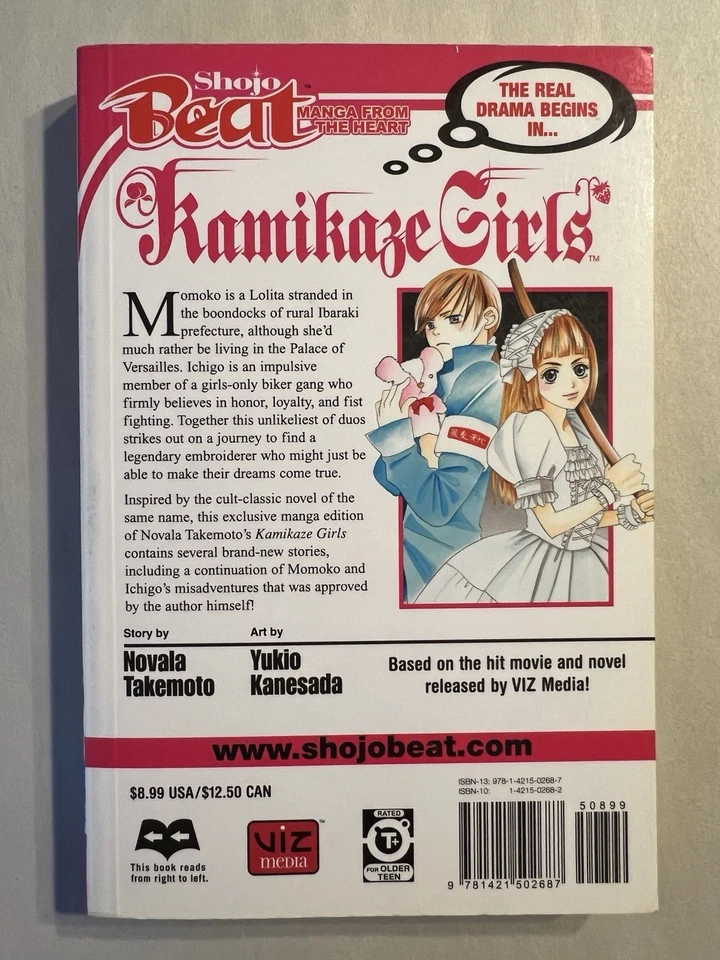 Shojo
Beat™
MANGA FROM
THE HEART
THE REAL
DRAMA BEGINS
IN...
Kamikaze Girls™
Momoko is a Lolita stranded in
the boondocks of rural Ibaraki
prefecture, although she'd
much rather be living in the Palace of
Versailles. Ichigo is an impulsive
member of a girls-only biker gang who
firmly believes in honor, loyalty, and fist
fighting. Together this unlikeliest of duos
strikes out on a journey to find a
legendary embroiderer who might just be
able to make their dreams come true.
Inspired by the cult-classic novel of the
same name, this exclusive manga edition
of Novala Takemoto's Kamikaze Girls
contains several brand-new stories,
including a continuation of Momoko and
Ichigo's misadventures that was approved
by the author himself!
Story by
Novala
Takemoto
Art by
Yukio
Kanesada
Based on the hit movie and novel
released by VIZ Media!
www.shojobeat.com
$8.99 USA/$12.50 CAN
This book reads
from right to left.
VIZ
MEDIA
™
RATED
T+
FOR OLDER
TEEN
ISBN-13: 978-1-4215-0268-7
ISBN-10: 1-4215-0268-2
50899
9 781421 502687